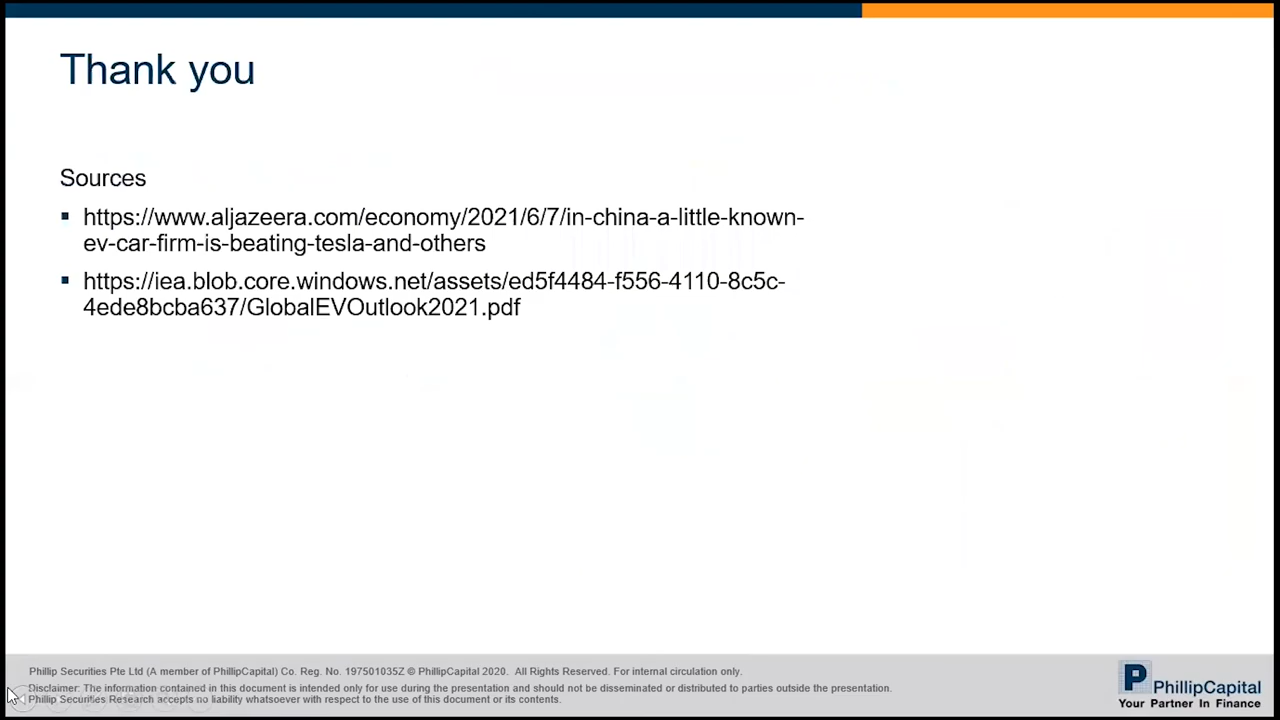 Thank you
Sources
https://www.aljazeera.com/economy/2021/6/7/in-china-a-little-known-
ev-car-firm-is-beating-tesla-and-others
https://iea.blob.core.windows.net/assets/ed5f4484-f556-4110-8c5c-
4ede8bcba637/GlobalEVOutlook2021.pdf
Phillip Securities Pte Ltd (A member of PhillipCapital) Co. Reg. No. 197501035Z © PhillipCapital 2020. All Rights Reserved. For internal circulation only.
Disclaimer: The information contained in this document is intended only for use during the presentation and should not be disseminated or distributed to parties outside the presentation.
Phillip Securities Research accepts no liability whatsoever with respect to the use of this document or its contents.
P
PhillipCapital
Your Partner In Finance